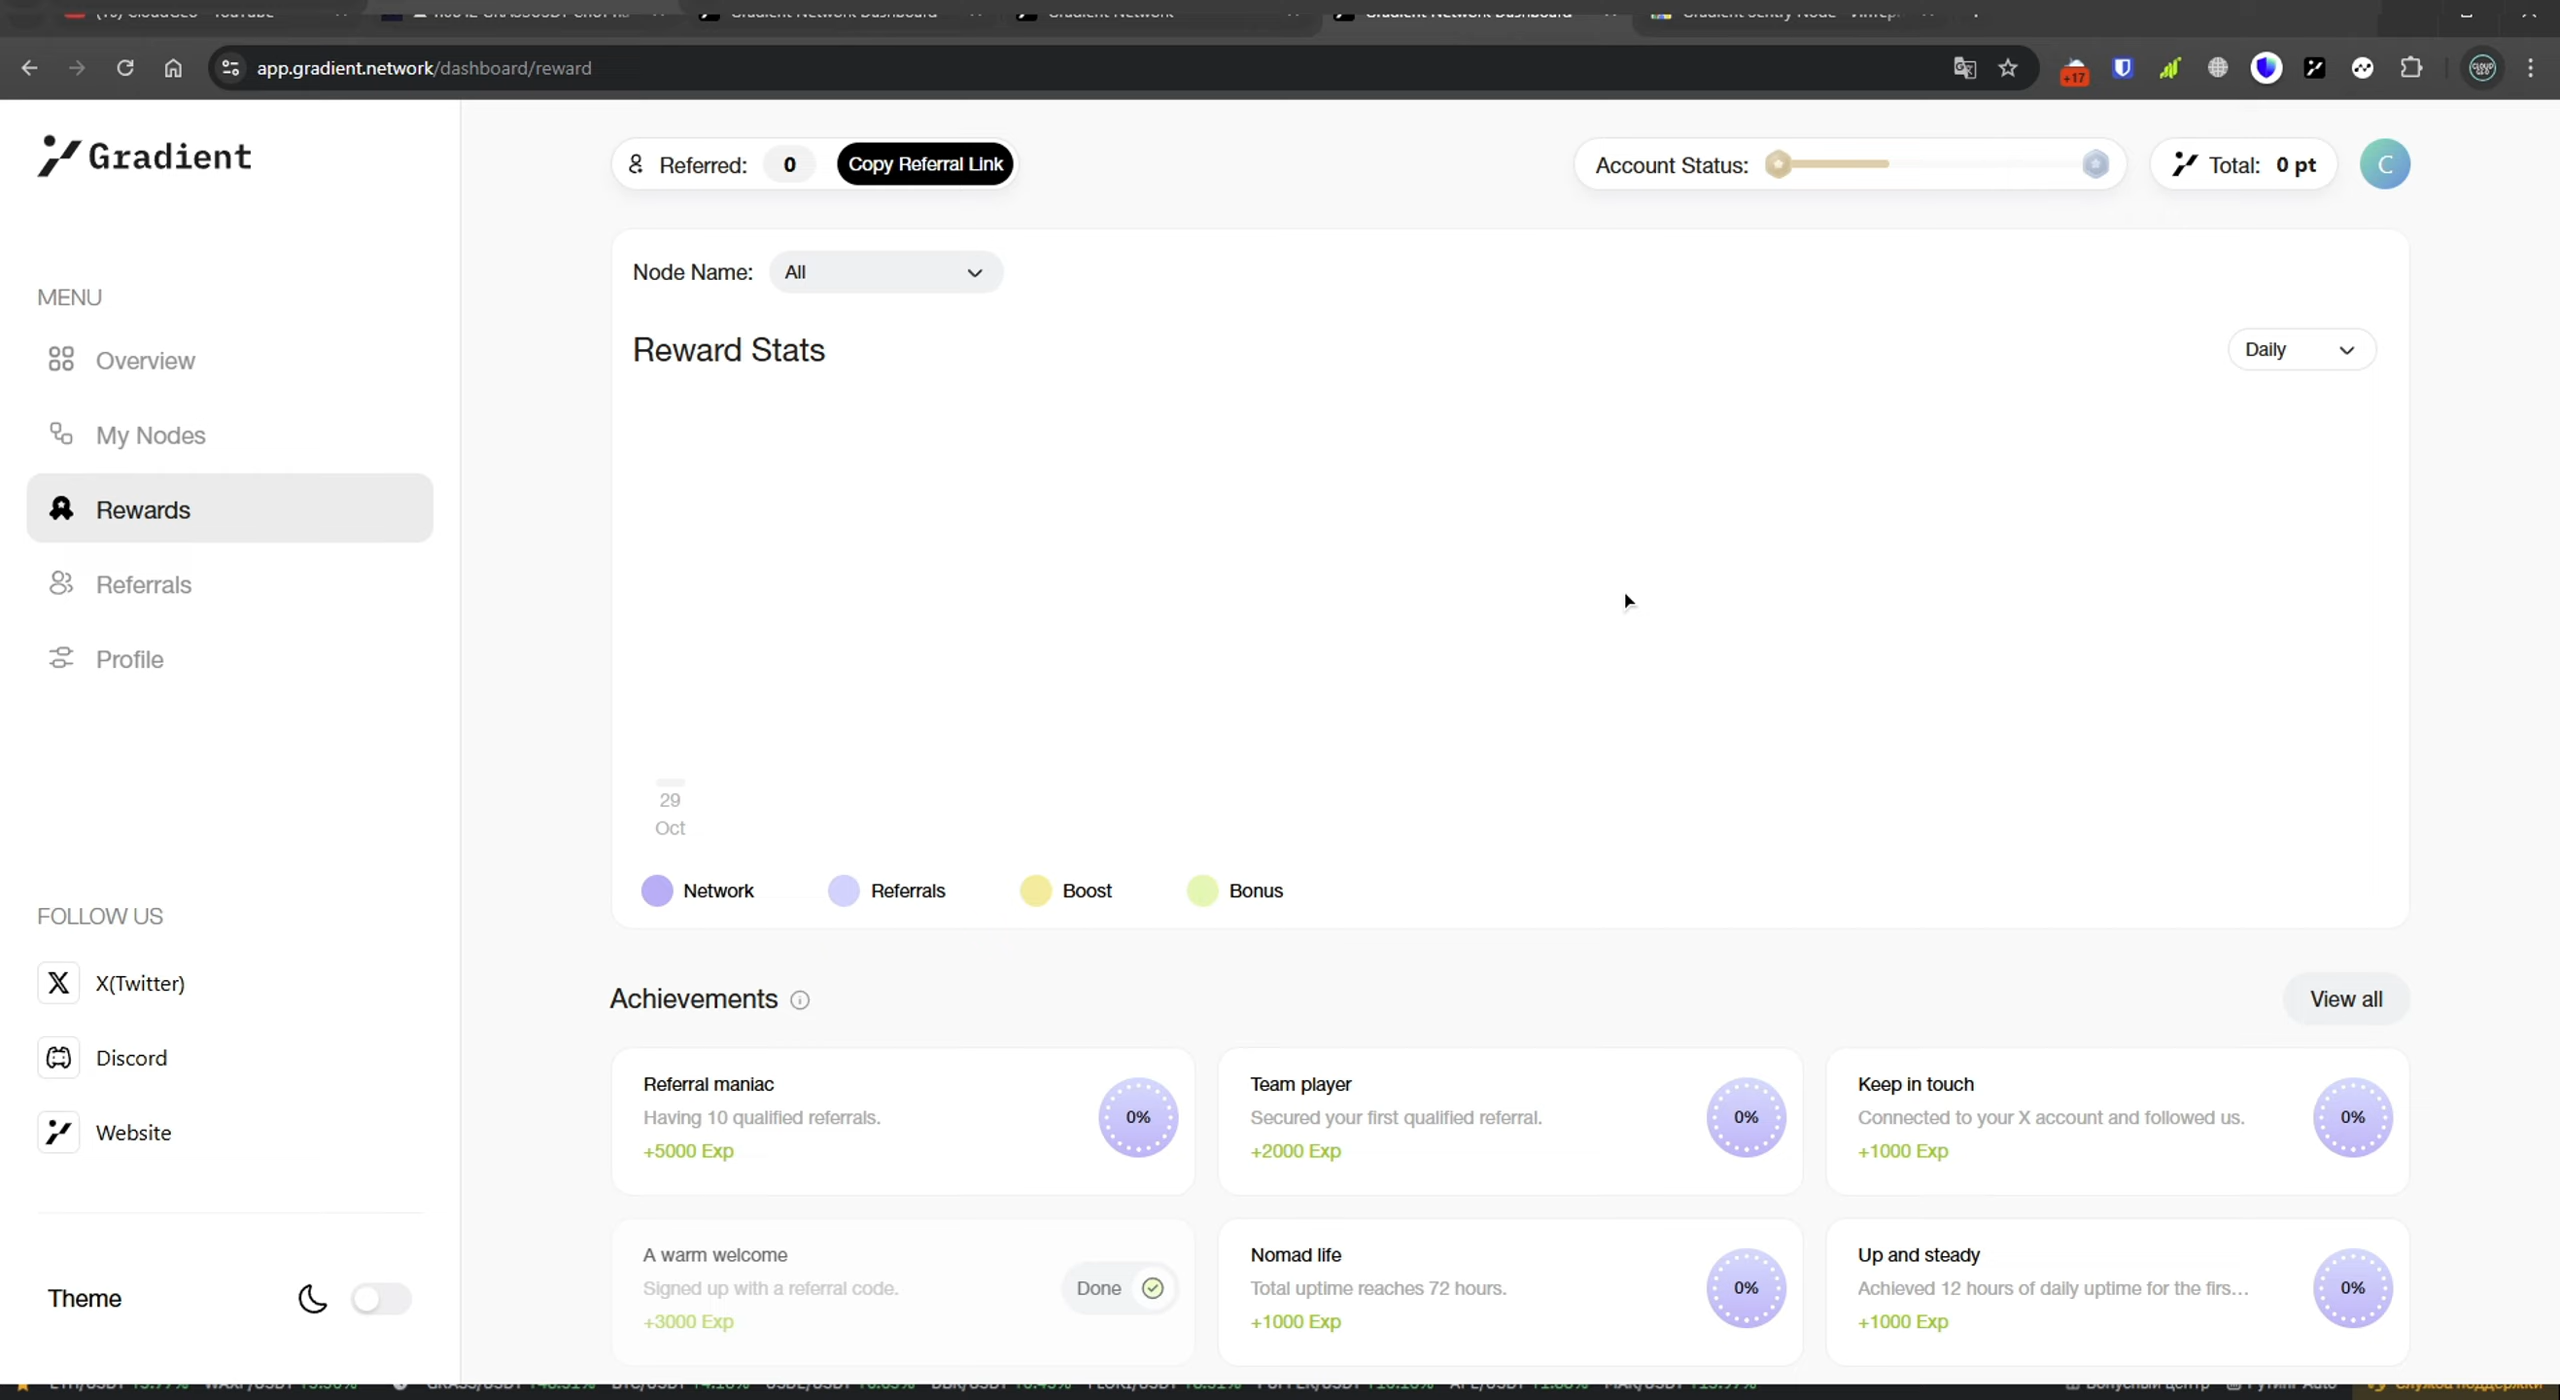 app.gradient.network/dashboard/reward
+17
Gradient
Referred: 0 Copy Referral Link
Account Status:
Total: 0 pt
C
MENU
Overview
My Nodes
Rewards
Referrals
Profile
FOLLOW US
X(Twitter)
Discord
Website
Theme
Node Name: All
Reward Stats
Daily
29
Oct
Network Referrals Boost Bonus
Achievements
View all
Referral maniac
Having 10 qualified referrals.
+5000 Exp
0%
Team player
Secured your first qualified referral.
+2000 Exp
0%
Keep in touch
Connected to your X account and followed us.
+1000 Exp
0%
A warm welcome
Signed up with a referral code.
+3000 Exp
Done
Nomad life
Total uptime reaches 72 hours.
+1000 Exp
0%
Up and steady
Achieved 12 hours of daily uptime for the firs...
+1000 Exp
0%